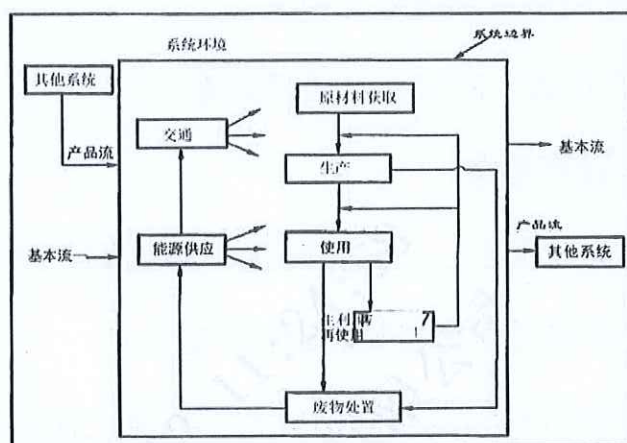 系统环境
系统边界
其他系统
原材料获取
交通
产品流
基本流
生产
产品流
基本流
能源供应
使用
其他系统
再使用
废物处置